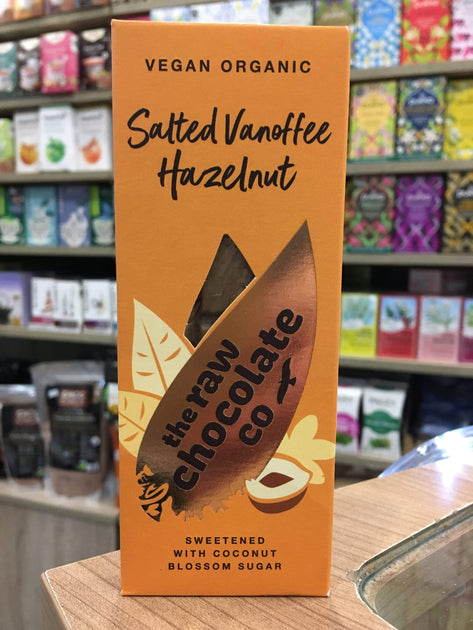 VEGAN ORGANIC
Salted Vanoffee
Hazelnut
the raw
chocolate
co
SWEETENED
WITH COCONUT
BLOSSOM SUGAR